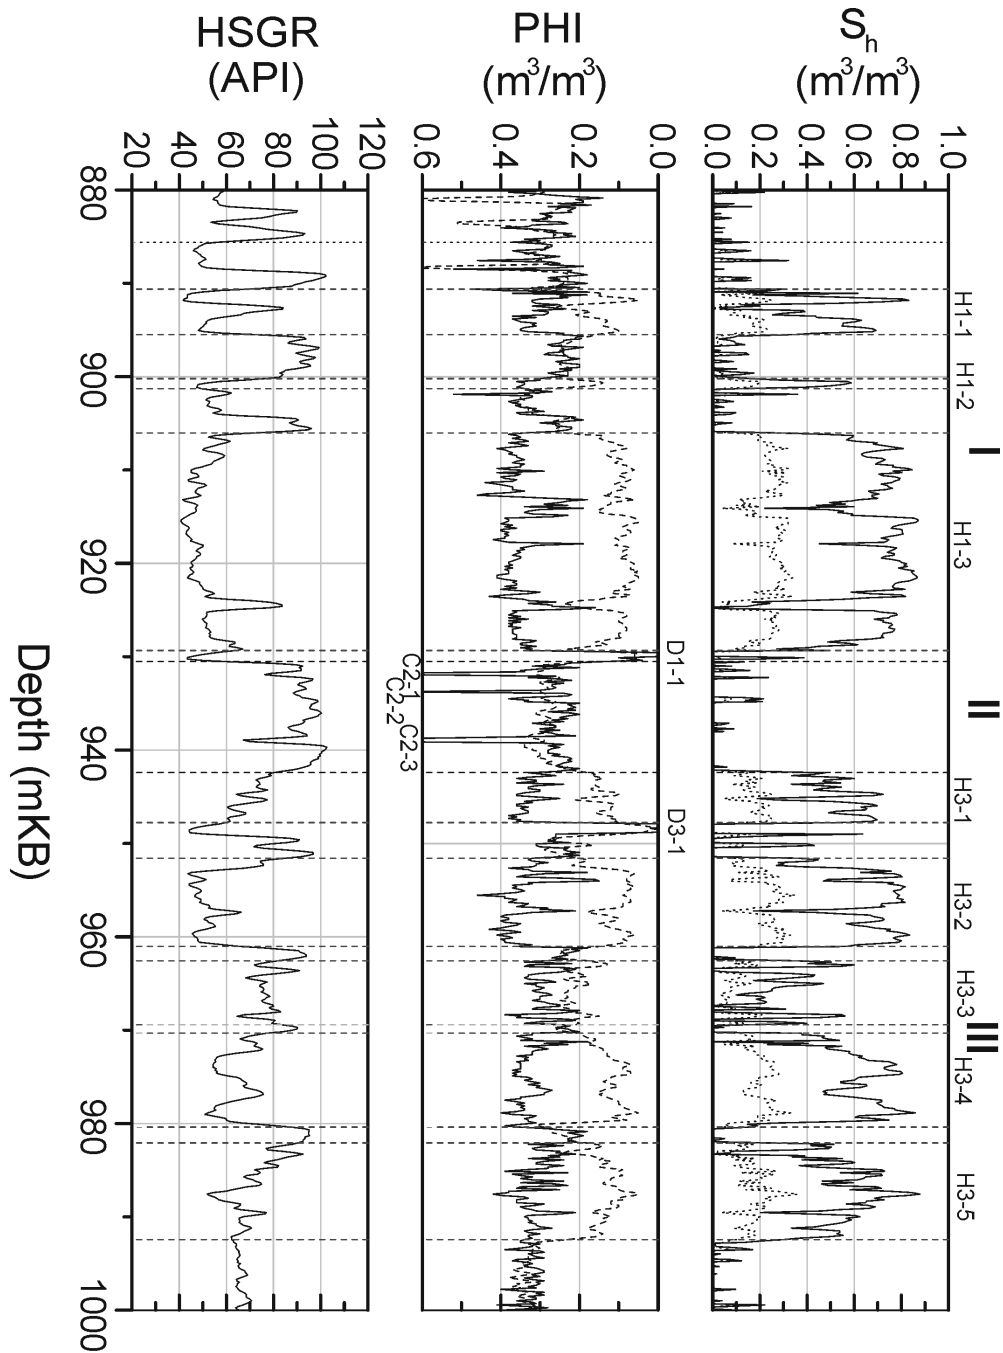 HSGR
(API)
PHI
(m³/m³)
Sₕ
(m³/m³)
20 40 60 80 100 120
0.6 0.4 0.2 0.0
0.0 0.2 0.4 0.6 0.8 1.0
880
900
920
940
960
980
1000
Depth (mKB)
C2-1
C2-2
C2-3
D1-1
D3-1
H1-1
H1-2
H1-3
H3-1
H3-2
H3-3
H3-4
H3-5
I
II
III